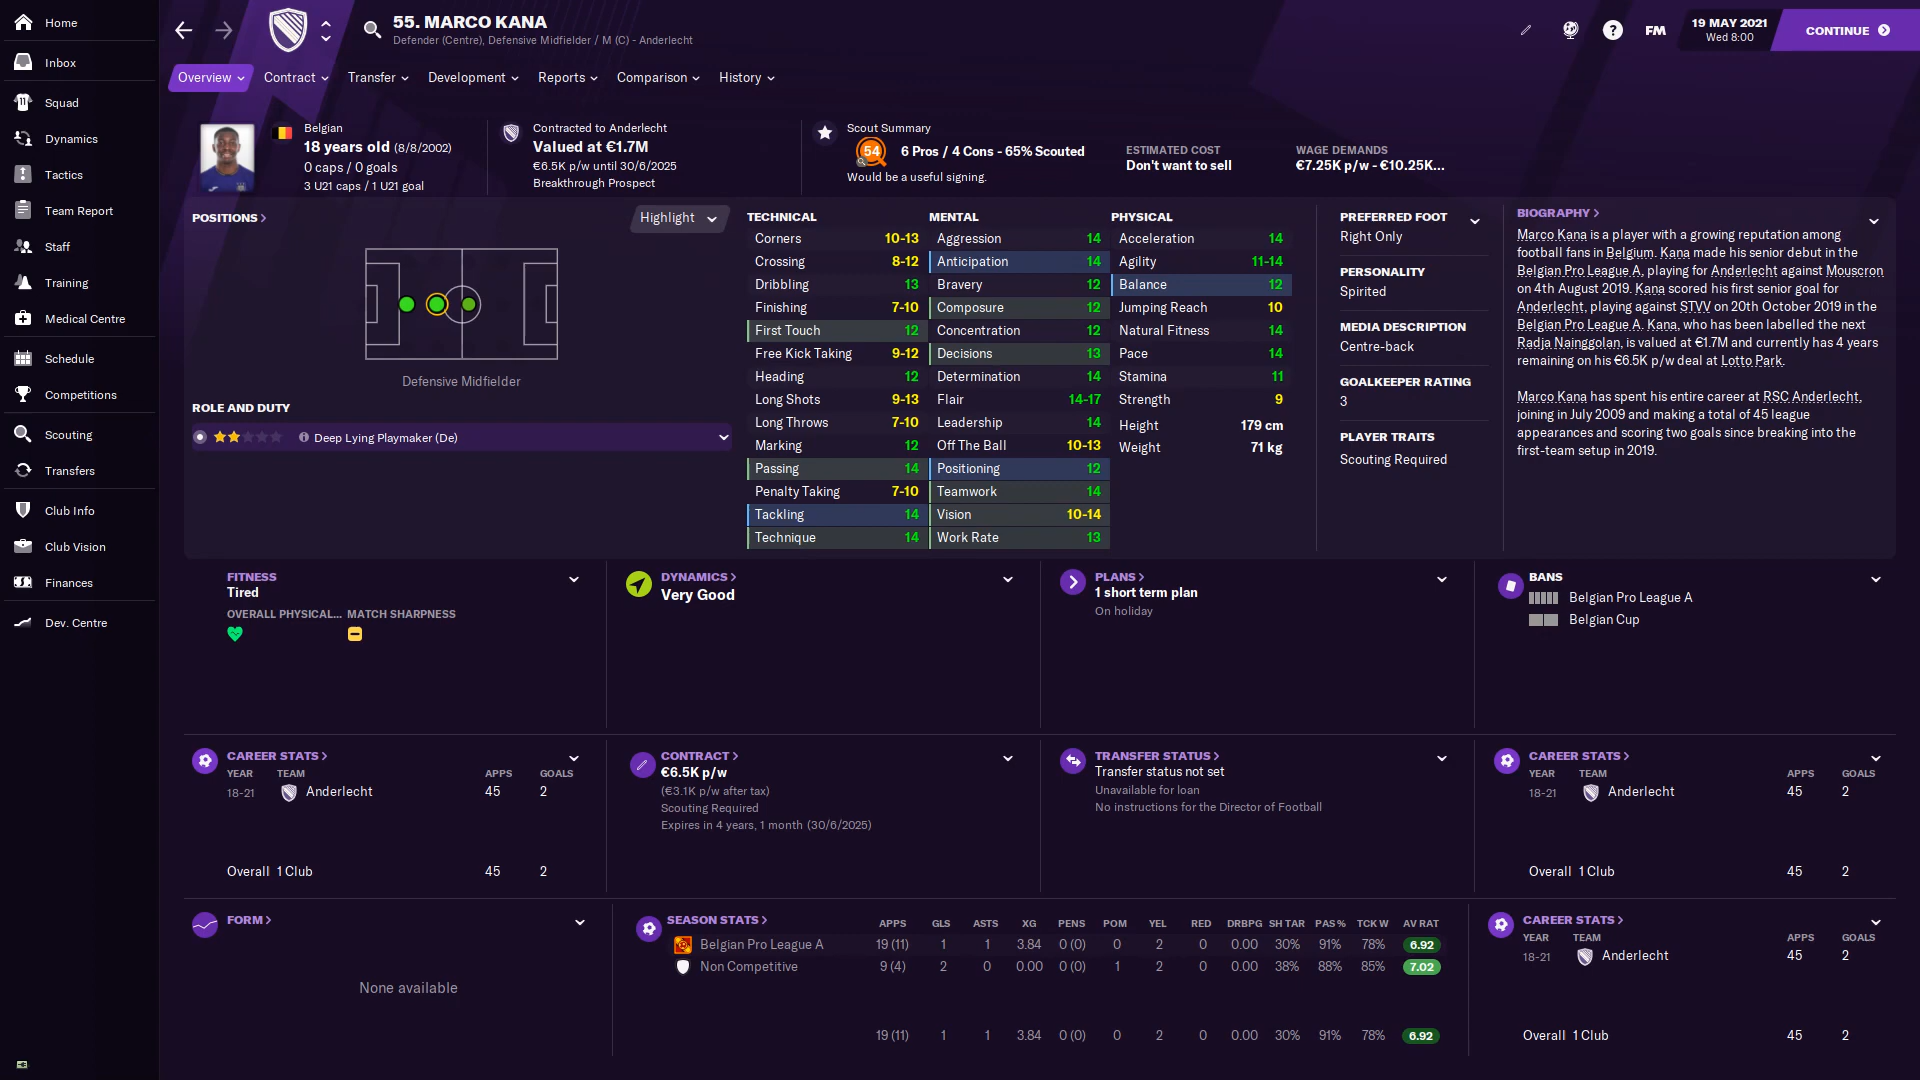 Home
Inbox
Squad
Dynamics
Tactics
Team Report
Staff
Training
Medical Centre
Schedule
Competitions
Scouting
Transfers
Club Info
Club Vision
Finances
Dev. Centre
55. MARCO KANA
Defender (Centre), Defensive Midfielder / M (C) - Anderlecht
FM
19 MAY 2021
Wed 8:00
CONTINUE
Overview
Contract
Transfer
Development
Reports
Comparison
History
Belgian
18 years old (8/8/2002)
0 caps / 0 goals
3 U21 caps / 1 U21 goal
Contracted to Anderlecht
Valued at €1.7M
€6.5K p/w until 30/6/2025
Breakthrough Prospect
Scout Summary
54
6 Pros / 4 Cons - 65% Scouted
Would be a useful signing.
ESTIMATED COST
Don't want to sell
WAGE DEMANDS
€7.25K p/w - €10.25K...
POSITIONS
Highlight
Defensive Midfielder
ROLE AND DUTY
Deep Lying Playmaker (De)
TECHNICAL
Corners 10-13
Crossing 8-12
Dribbling 13
Finishing 7-10
First Touch 12
Free Kick Taking 9-12
Heading 12
Long Shots 9-13
Long Throws 7-10
Marking 12
Passing 14
Penalty Taking 7-10
Tackling 14
Technique 14
MENTAL
Aggression 14
Anticipation 14
Bravery 12
Composure 12
Concentration 12
Decisions 13
Determination 14
Flair 14-17
Leadership 14
Off The Ball 10-13
Positioning 12
Teamwork 14
Vision 10-14
Work Rate 13
PHYSICAL
Acceleration 14
Agility 11-14
Balance 12
Jumping Reach 10
Natural Fitness 14
Pace 14
Stamina 11
Strength 9
Height 179 cm
Weight 71 kg
PREFERRED FOOT
Right Only
PERSONALITY
Spirited
MEDIA DESCRIPTION
Centre-back
GOALKEEPER RATING
3
PLAYER TRAITS
Scouting Required
BIOGRAPHY
Marco Kana is a player with a growing reputation among
football fans in Belgium. Kana made his senior debut in the
Belgian Pro League A, playing for Anderlecht against Mouscron
on 4th August 2019. Kana scored his first senior goal for
Anderlecht, playing against STVV on 20th October 2019 in the
Belgian Pro League A. Kana, who has been labelled the next
Radja Nainggolan, is valued at €1.7M and currently has 4 years
remaining on his €6.5K p/w deal at Lotto Park.
Marco Kana has spent his entire career at RSC Anderlecht,
joining in July 2009 and making a total of 45 league
appearances and scoring two goals since breaking into the
first-team setup in 2019.
FITNESS
Tired
OVERALL PHYSICAL... MATCH SHARPNESS
DYNAMICS
Very Good
PLANS
1 short term plan
On holiday
BANS
Belgian Pro League A
Belgian Cup
CAREER STATS
YEAR TEAM APPS GOALS
18-21 Anderlecht 45 2
Overall 1 Club 45 2
CONTRACT
€6.5K p/w
(€3.1K p/w after tax)
Scouting Required
Expires in 4 years, 1 month (30/6/2025)
TRANSFER STATUS
Transfer status not set
Unavailable for loan
No instructions for the Director of Football
CAREER STATS
YEAR TEAM APPS GOALS
18-21 Anderlecht 45 2
Overall 1 Club 45 2
FORM
None available
SEASON STATS APPS GLS ASTS XG PENS POM YEL RED DRBPG SH TAR PAS % TCK W AV RAT
Belgian Pro League A 19 (11) 1 1 3.84 0 (0) 0 2 0 0.00 30% 91% 78% 6.92
Non Competitive 9 (4) 2 0 0.00 0 (0) 1 2 0 0.00 38% 88% 85% 7.02
19 (11) 1 1 3.84 0 (0) 0 2 0 0.00 30% 91% 78% 6.92
CAREER STATS
YEAR TEAM APPS GOALS
18-21 Anderlecht 45 2
Overall 1 Club 45 2